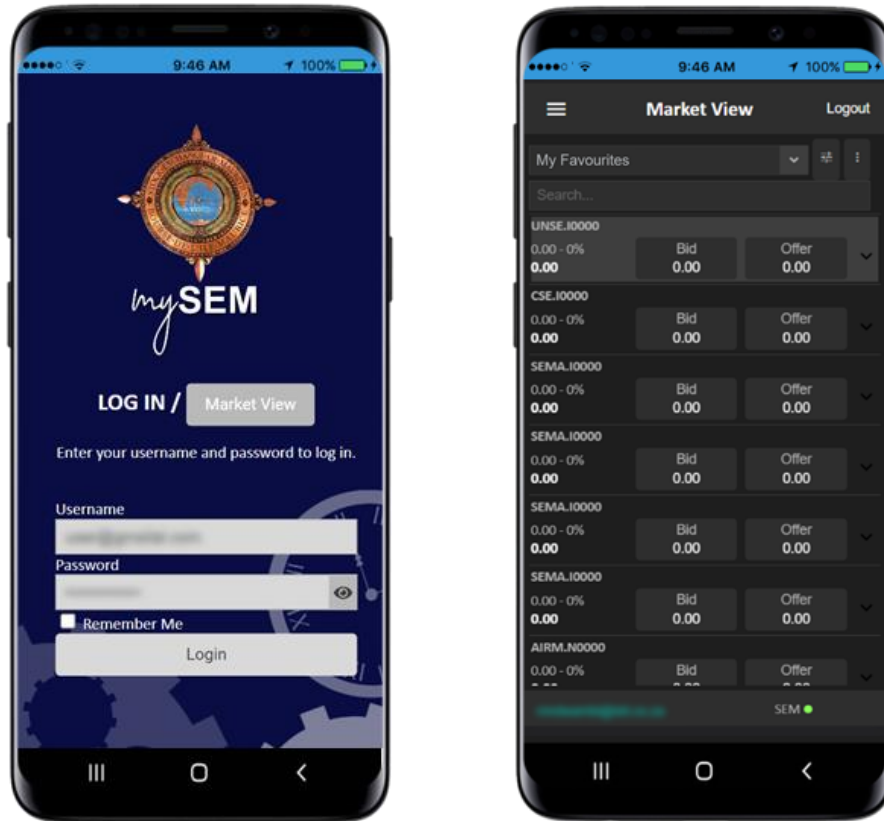 9:46 AM
100%
mySEM
LOG IN / Market View
Enter your username and password to log in.
Username
Password
Remember Me
Login
9:46 AM
100%
Market View
Logout
My Favourites
Search...
UNSE.I0000
0.00 - 0% Bid Offer
0.00 0.00 0.00
CSE.I0000
0.00 - 0% Bid Offer
0.00 0.00 0.00
SEMA.I0000
0.00 - 0% Bid Offer
0.00 0.00 0.00
SEMA.I0000
0.00 - 0% Bid Offer
0.00 0.00 0.00
SEMA.I0000
0.00 - 0% Bid Offer
0.00 0.00 0.00
SEMA.I0000
0.00 - 0% Bid Offer
0.00 0.00 0.00
AIRM.N0000
0.00 - 0% Bid Offer
SEM